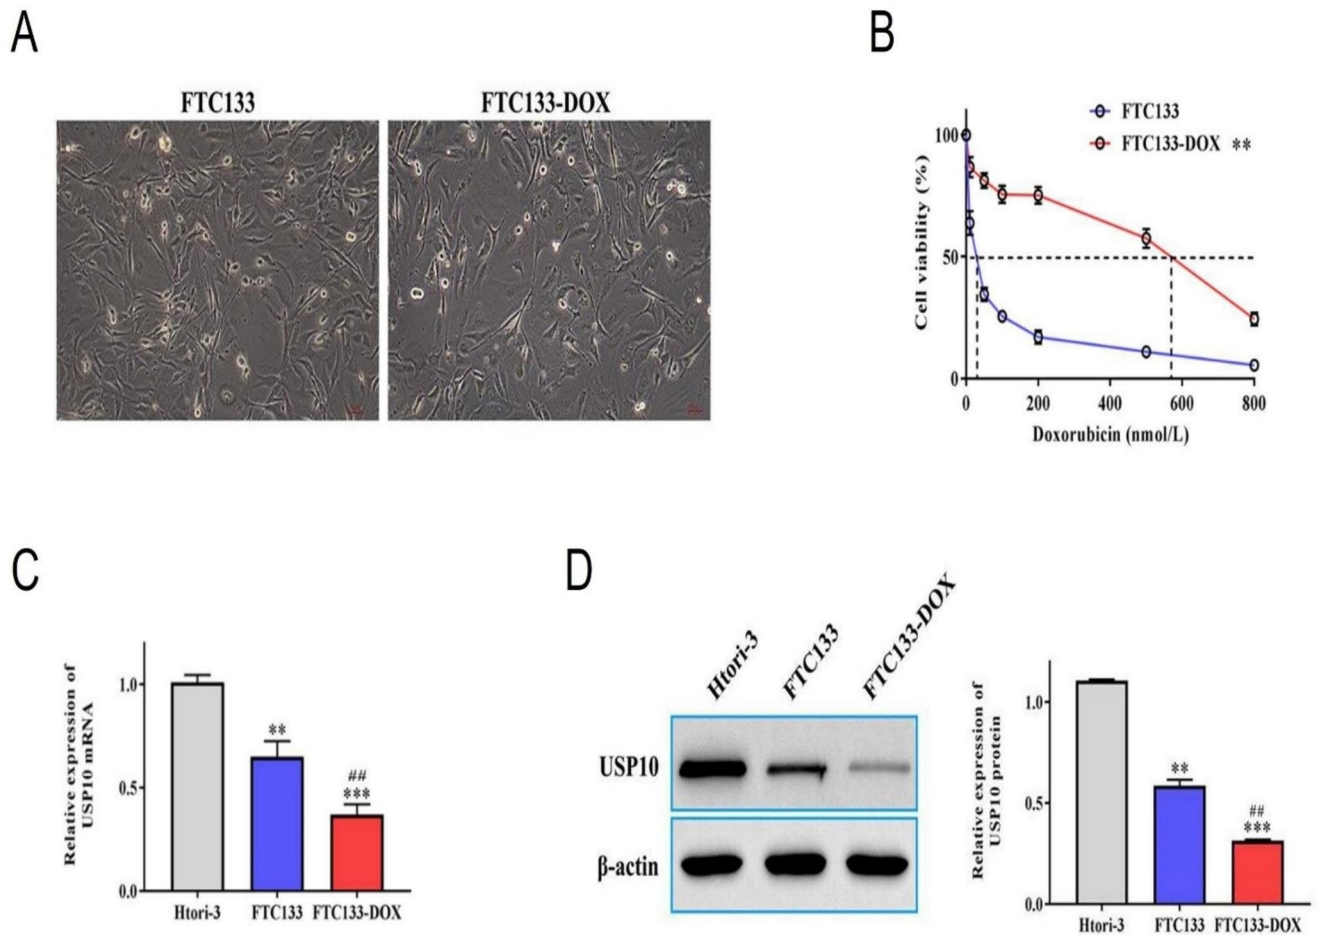 A
FTC133
FTC133-DOX
B
FTC133
FTC133-DOX **
Cell viability (%)
100
50
0
0 200 400 600 800
Doxorubicin (nmol/L)
C
Relative expression of
USP10 mRNA
1.0
0.5
0.0
**
##
***
Htori-3 FTC133 FTC133-DOX
D
Htori-3
FTC133
FTC133-DOX
USP10
β-actin
Relative expression of
USP10 protein
1.0
0.5
0.0
**
##
***
Htori-3 FTC133 FTC133-DOX